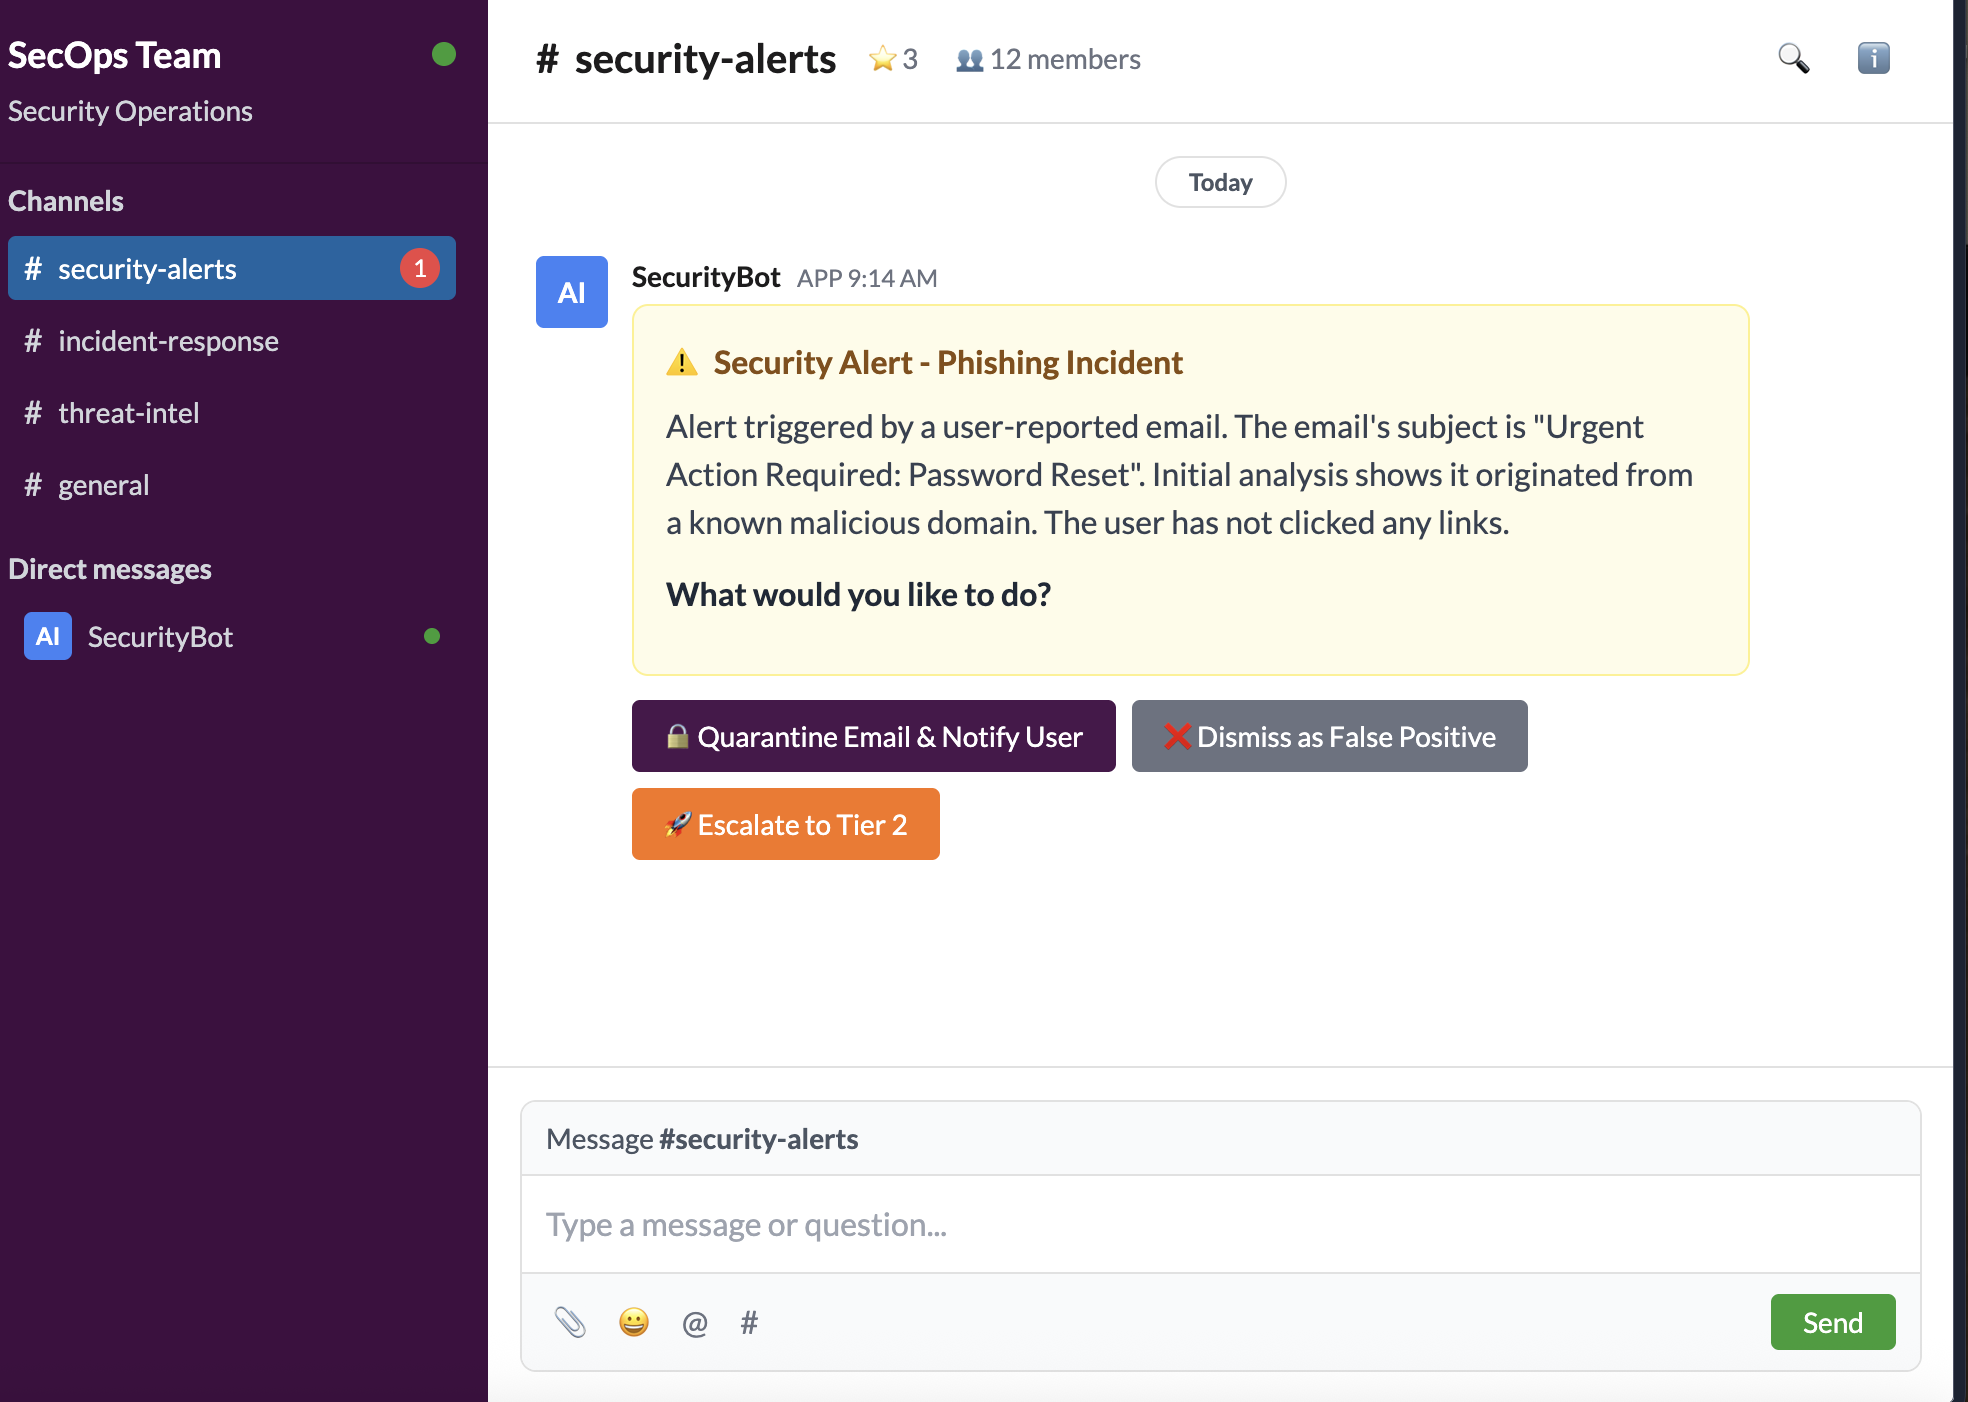 SecOps Team
Security Operations
Channels
# security-alerts 1
# incident-response
# threat-intel
# general
Direct messages
AI SecurityBot
# security-alerts ⭐ 3 👥 12 members
Today
AI
SecurityBot APP 9:14 AM
⚠️ Security Alert - Phishing Incident
Alert triggered by a user-reported email. The email's subject is "Urgent
Action Required: Password Reset". Initial analysis shows it originated from
a known malicious domain. The user has not clicked any links.
What would you like to do?
🔒 Quarantine Email & Notify User
❌ Dismiss as False Positive
🚀 Escalate to Tier 2
Message #security-alerts
Type a message or question...
@ #
Send